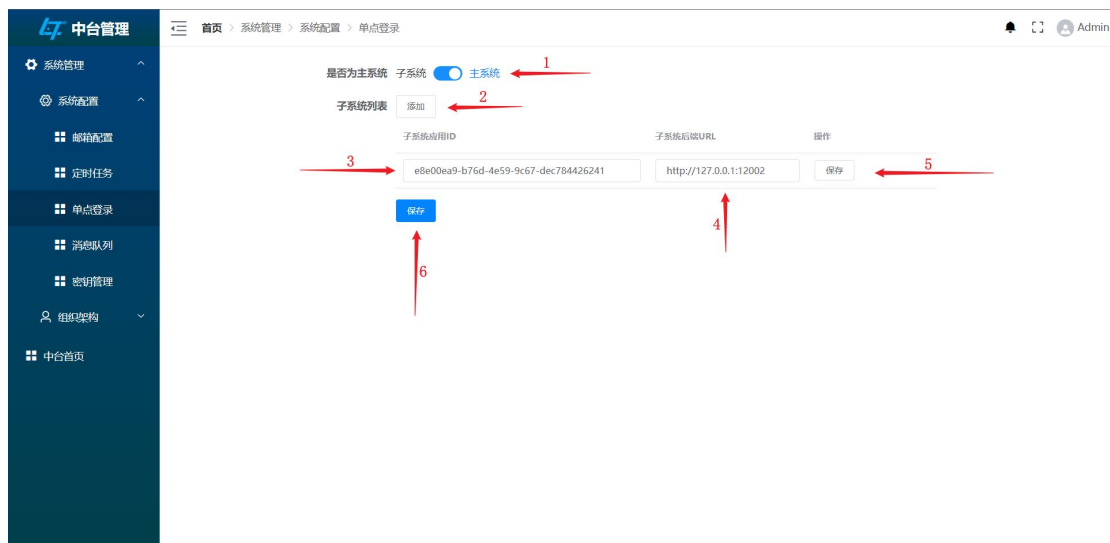 中台管理
首页 > 系统管理 > 系统配置 > 单点登录
Admin
系统管理
是否为主系统 子系统 主系统 1
系统配置
子系统列表 添加 2
邮箱配置
子系统应用ID 子系统后端URL 操作
定时任务
3 e8e00ea9-b76d-4e59-9c67-dec784426241 http://127.0.0.1:12002 保存 5
单点登录
保存
4
消息队列
6
密钥管理
组织架构
中台首页